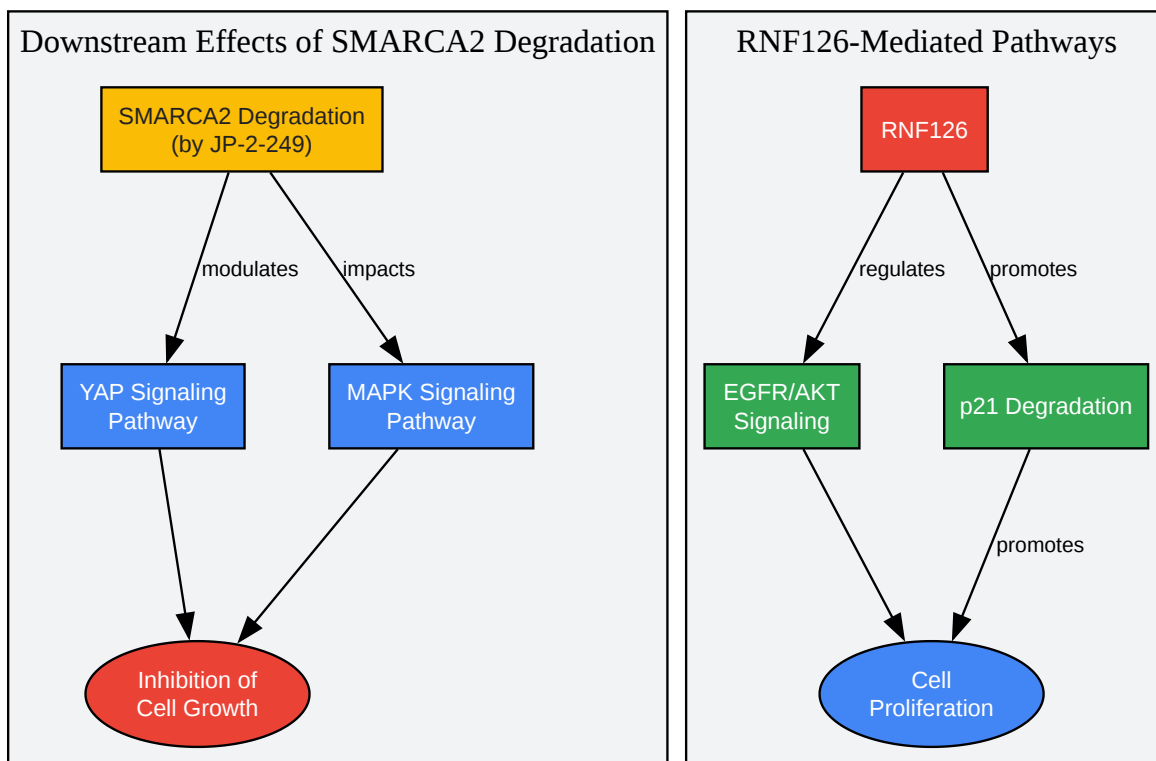 Downstream Effects of SMARCA2 Degradation
SMARCA2 Degradation
(by JP-2-249)
modulates
impacts
YAP Signaling
Pathway
MAPK Signaling
Pathway
Inhibition of
Cell Growth
RNF126-Mediated Pathways
RNF126
regulates
promotes
EGFR/AKT
Signaling
p21 Degradation
promotes
Cell
Proliferation